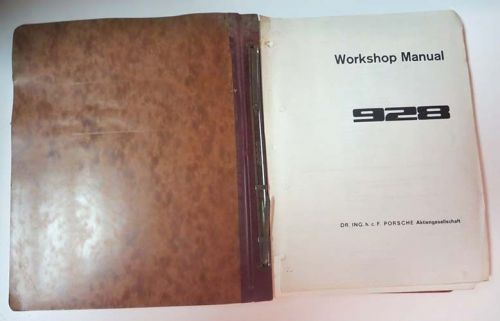 Workshop Manual
928
DR. ING. h. c. F. PORSCHE Aktiengesellschaft